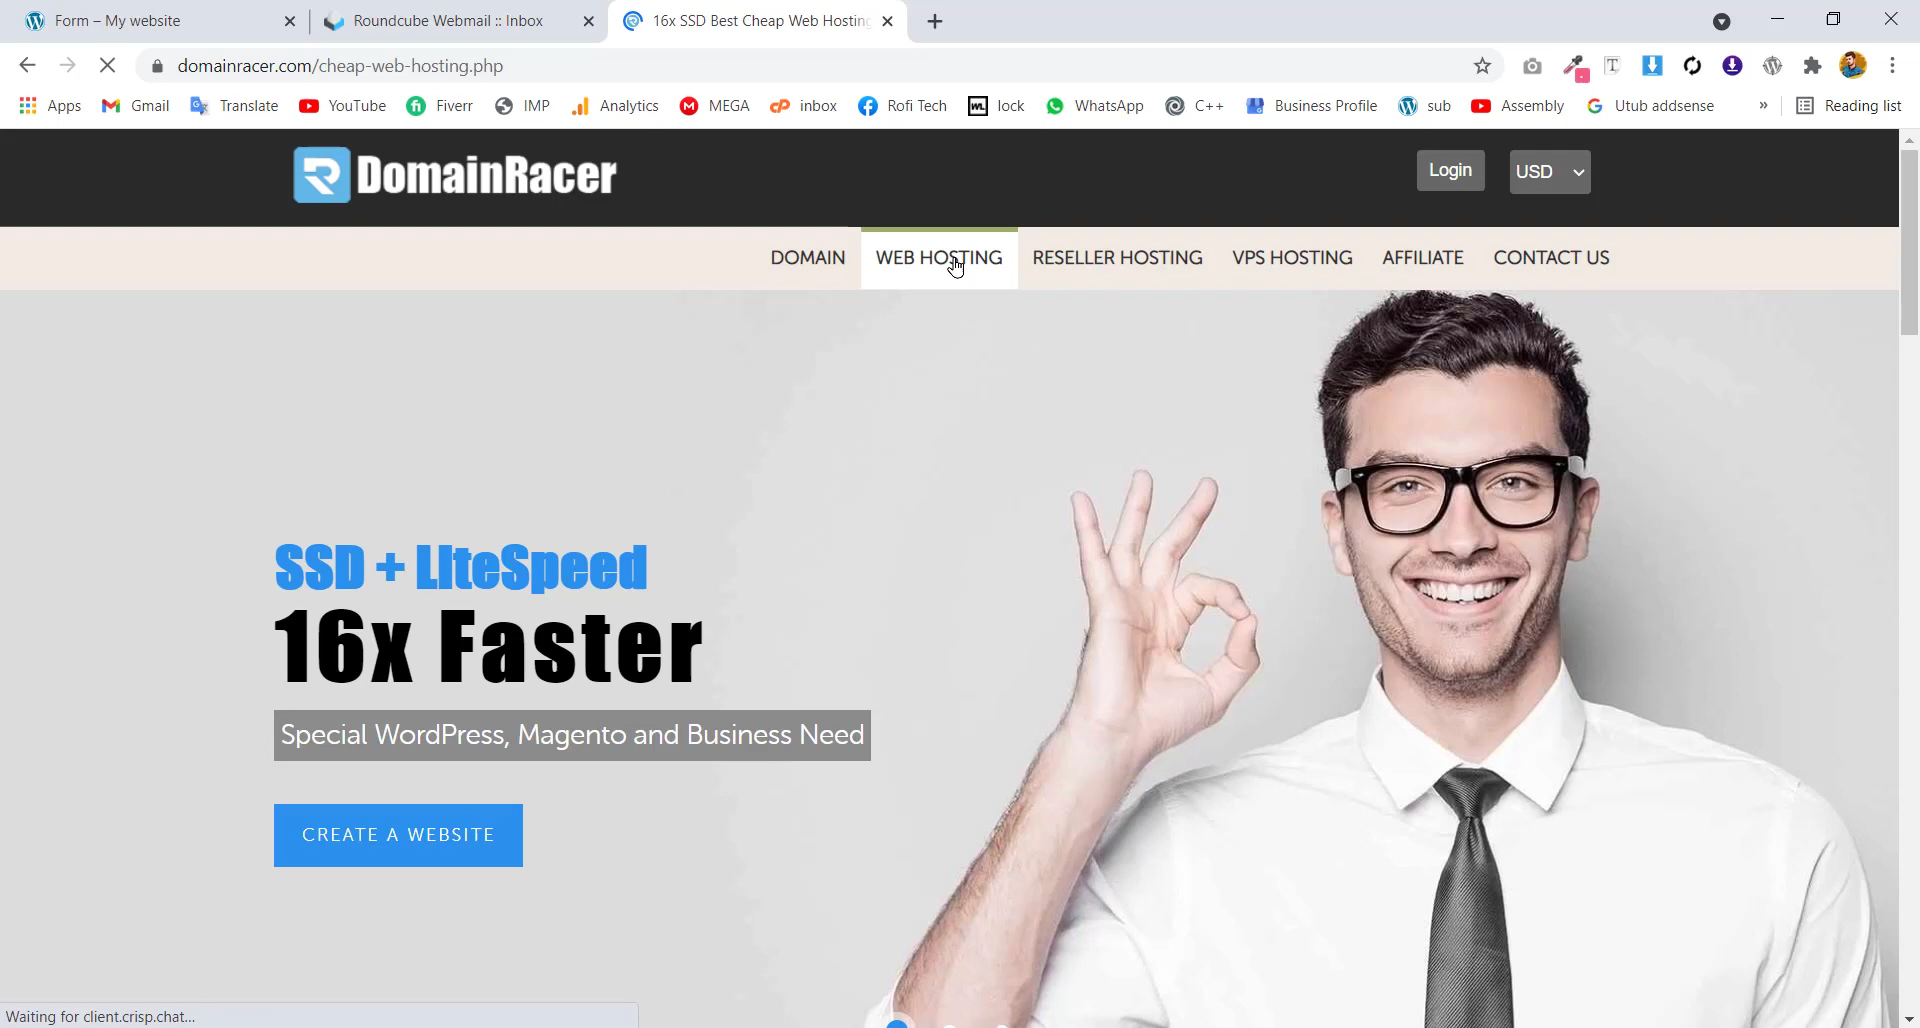 Form – My website
Roundcube Webmail :: Inbox
16x SSD Best Cheap Web Hosting
domainracer.com/cheap-web-hosting.php
Apps
Gmail
Translate
YouTube
Fiverr
IMP
Analytics
MEGA
inbox
Rofi Tech
lock
WhatsApp
C++
Business Profile
sub
Assembly
Utub addsense
»
Reading list
DomainRacer
Login
USD
DOMAIN
WEB HOSTING
RESELLER HOSTING
VPS HOSTING
AFFILIATE
CONTACT US
SSD + LIteSpeed
16x Faster
Special WordPress, Magento and Business Need
CREATE A WEBSITE
Waiting for client.crisp.chat...